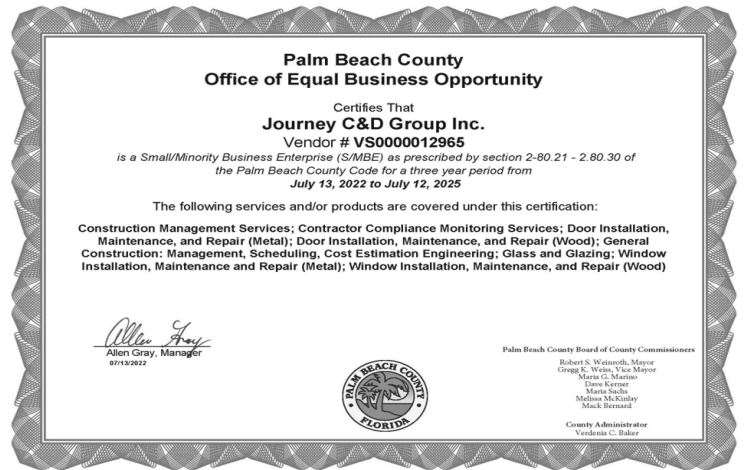 Palm Beach County
Office of Equal Business Opportunity
Certifies That
Journey C&D Group Inc.
Vendor # VS0000012965
is a Small/Minority Business Enterprise (S/MBE) as prescribed by section 2-80.21 - 2.80.30 of
the Palm Beach County Code for a three year period from
July 13, 2022 to July 12, 2025
The following services and/or products are covered under this certification:
Construction Management Services; Contractor Compliance Monitoring Services; Door Installation,
Maintenance, and Repair (Metal); Door Installation, Maintenance, and Repair (Wood); General
Construction: Management, Scheduling, Cost Estimation Engineering; Glass and Glazing; Window
Installation, Maintenance and Repair (Metal); Window Installation, Maintenance, and Repair (Wood)
Allen Gray
Allen Gray, Manager
07/13/2022
PALM BEACH COUNTY
FLORIDA
Palm Beach County Board of County Commissioners
Robert S. Weinroth, Mayor
Gregg K. Weiss, Vice Mayor
Maria G. Marino
Dave Kerner
Maria Sachs
Melissa McKinlay
Mack Bernard
County Administrator
Verdenia C. Baker